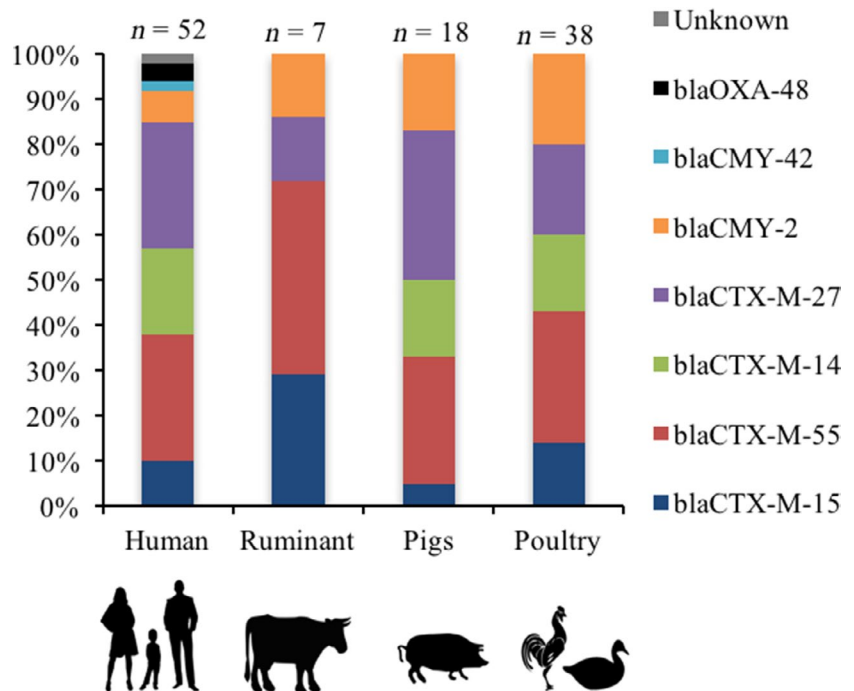 n = 52
n = 7
n = 18
n = 38
100%
90%
80%
70%
60%
50%
40%
30%
20%
10%
0%
Human
Ruminant
Pigs
Poultry
Unknown
blaOXA-48
blaCMY-42
blaCMY-2
blaCTX-M-27
blaCTX-M-14
blaCTX-M-55
blaCTX-M-15